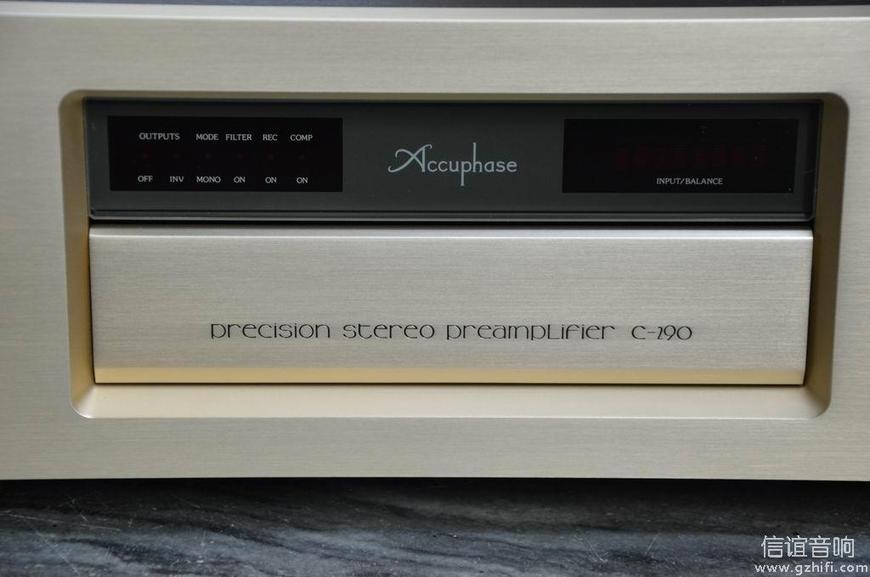 OUTPUTS MODE FILTER REC COMP
OFF INV MONO ON ON ON
Accuphase
INPUT/BALANCE
precision stereo preamplifier C-290
信谊音响
www.gzhifi.com